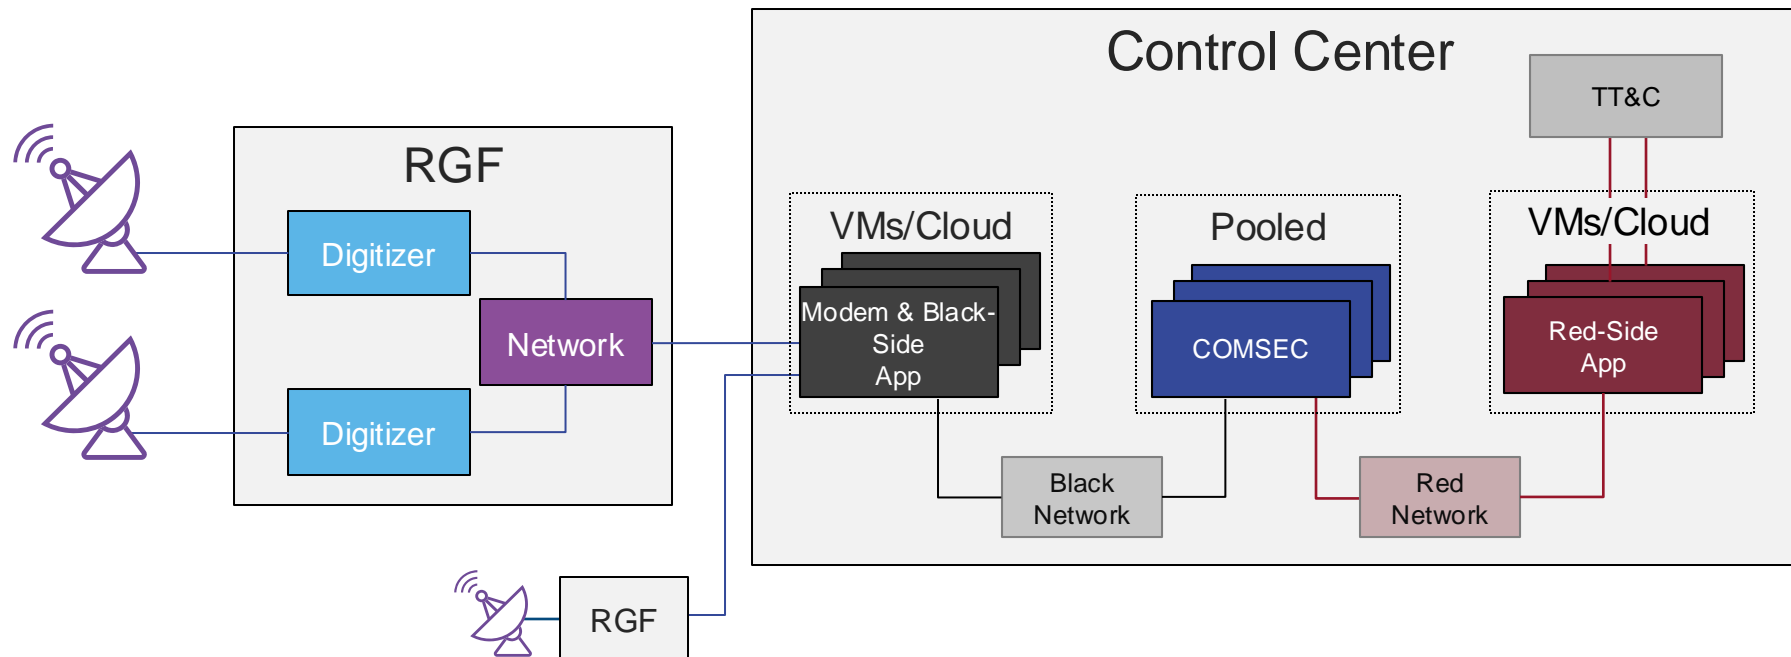 Control Center
TT&C
RGF
Digitizer
Network
Digitizer
VMs/Cloud
Modem & Black-
Side
App
Pooled
COMSEC
VMs/Cloud
Red-Side
App
Black
Network
Red
Network
RGF